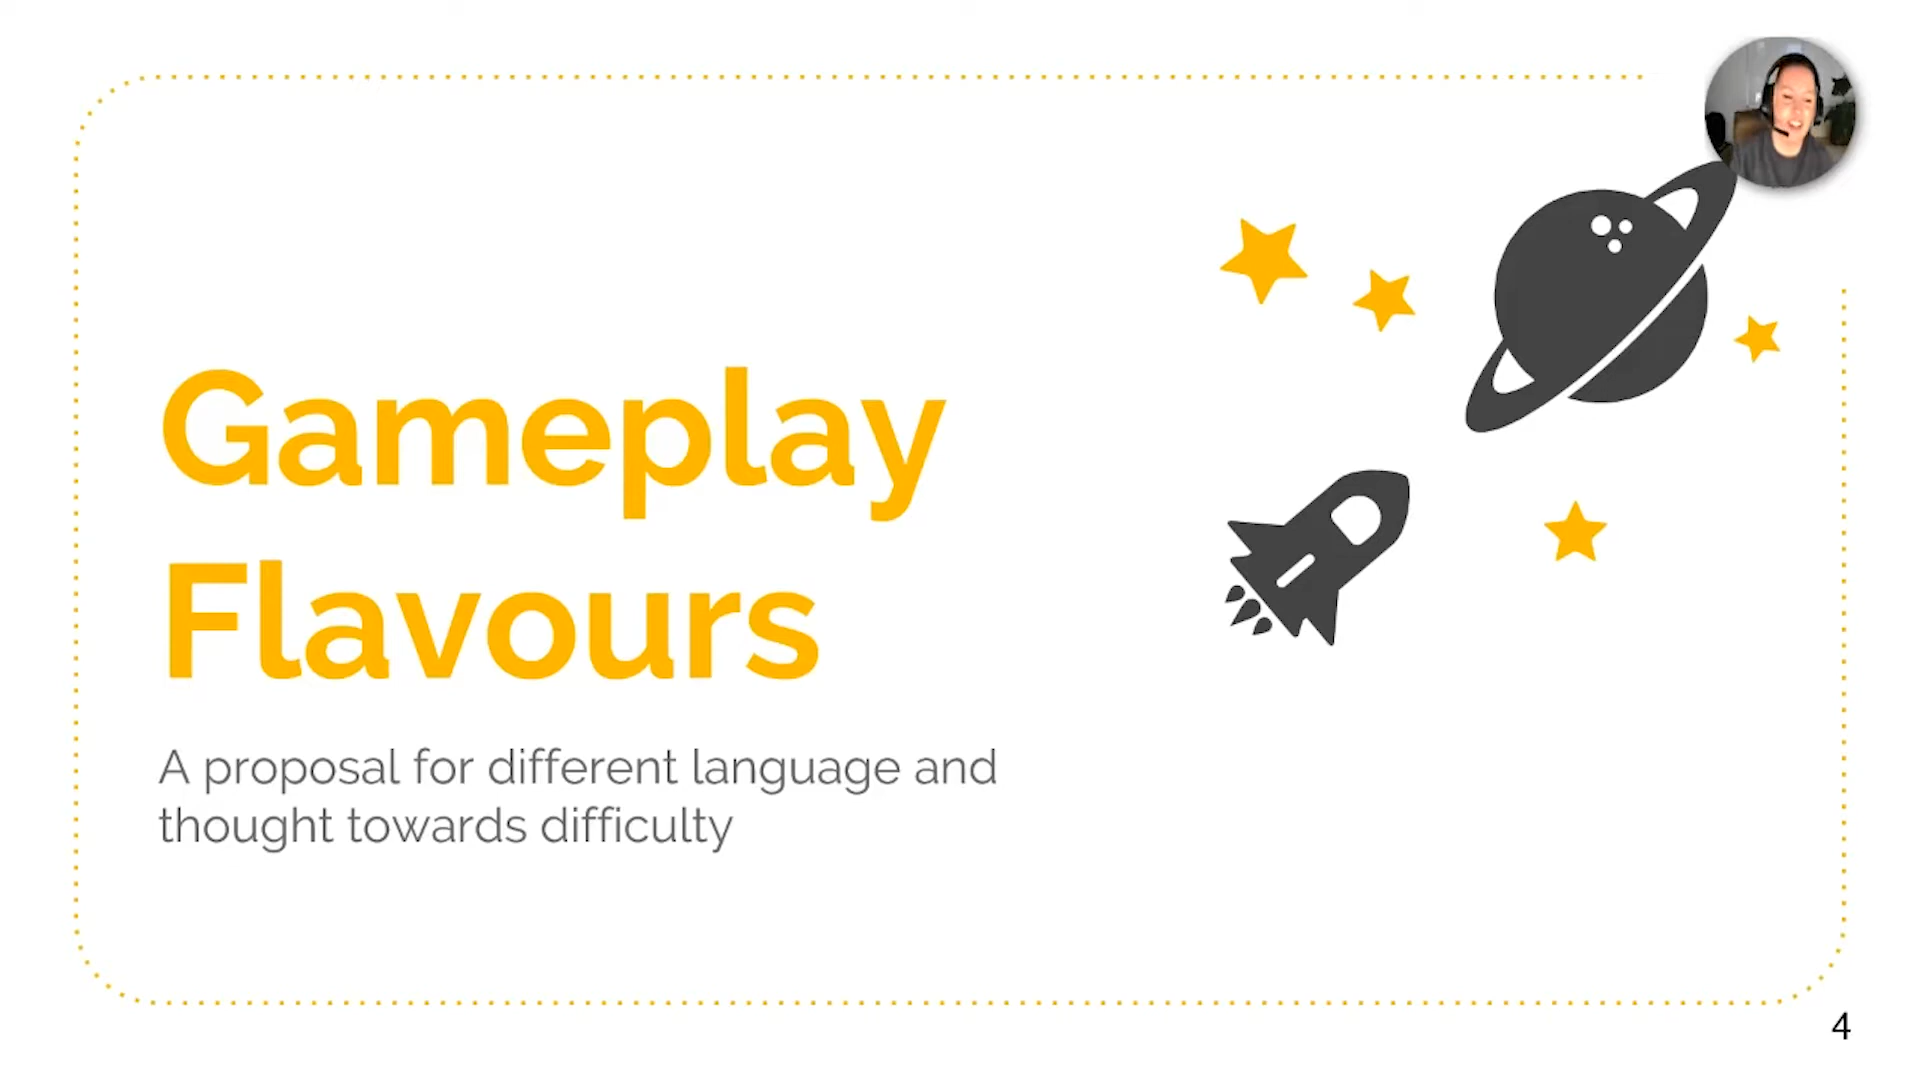 Gameplay
Flavours
A proposal for different language and
thought towards difficulty
4